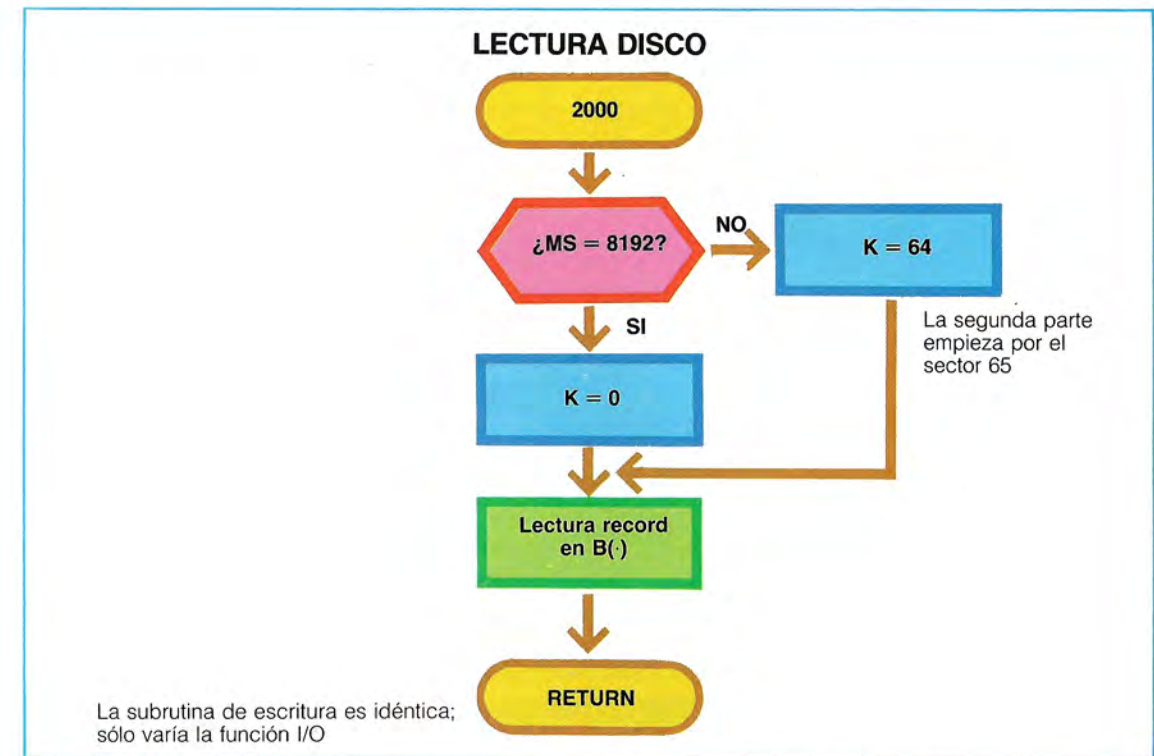 LECTURA DISCO
2000
¿MS = 8192?
NO
K = 64
La segunda parte
empieza por el
sector 65
SI
K = 0
Lectura record
en B(·)
RETURN
La subrutina de escritura es idéntica;
sólo varía la función I/O